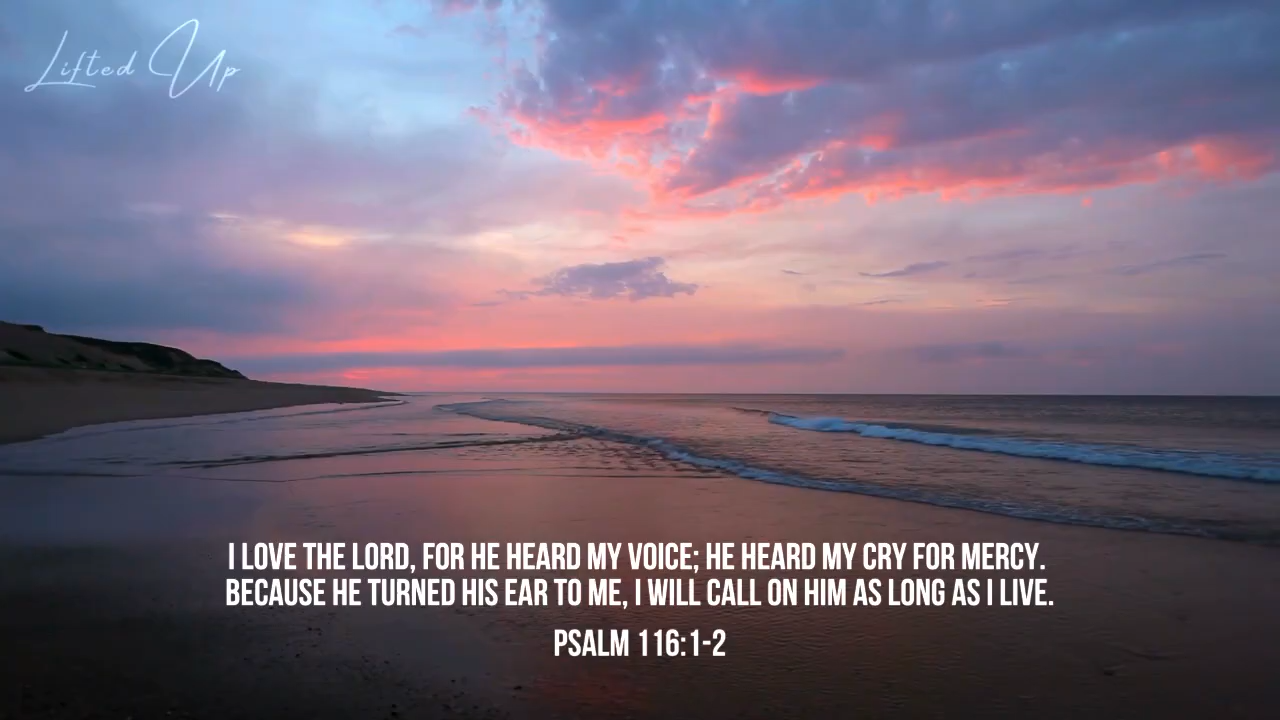 Lifted Up
I LOVE THE LORD, FOR HE HEARD MY VOICE; HE HEARD MY CRY FOR MERCY.
BECAUSE HE TURNED HIS EAR TO ME, I WILL CALL ON HIM AS LONG AS I LIVE.
PSALM 116:1-2